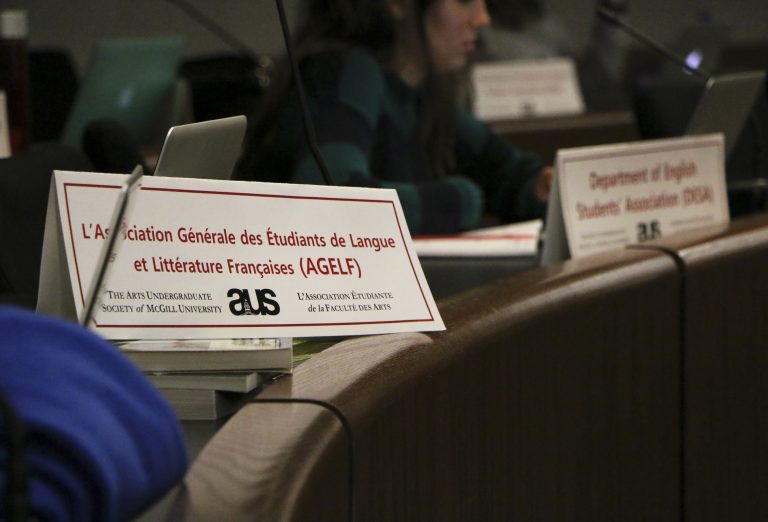 L'Association Générale des Étudiants de Langue
et Littérature Françaises (AGELF)
THE ARTS UNDERGRADUATE
SOCIETY of MCGILL UNIVERSITY
aus
L'ASSOCIATION ÉTUDIANTE
de la FACULTÉ DES ARTS
Department of English
Students' Association (DESA)
aus